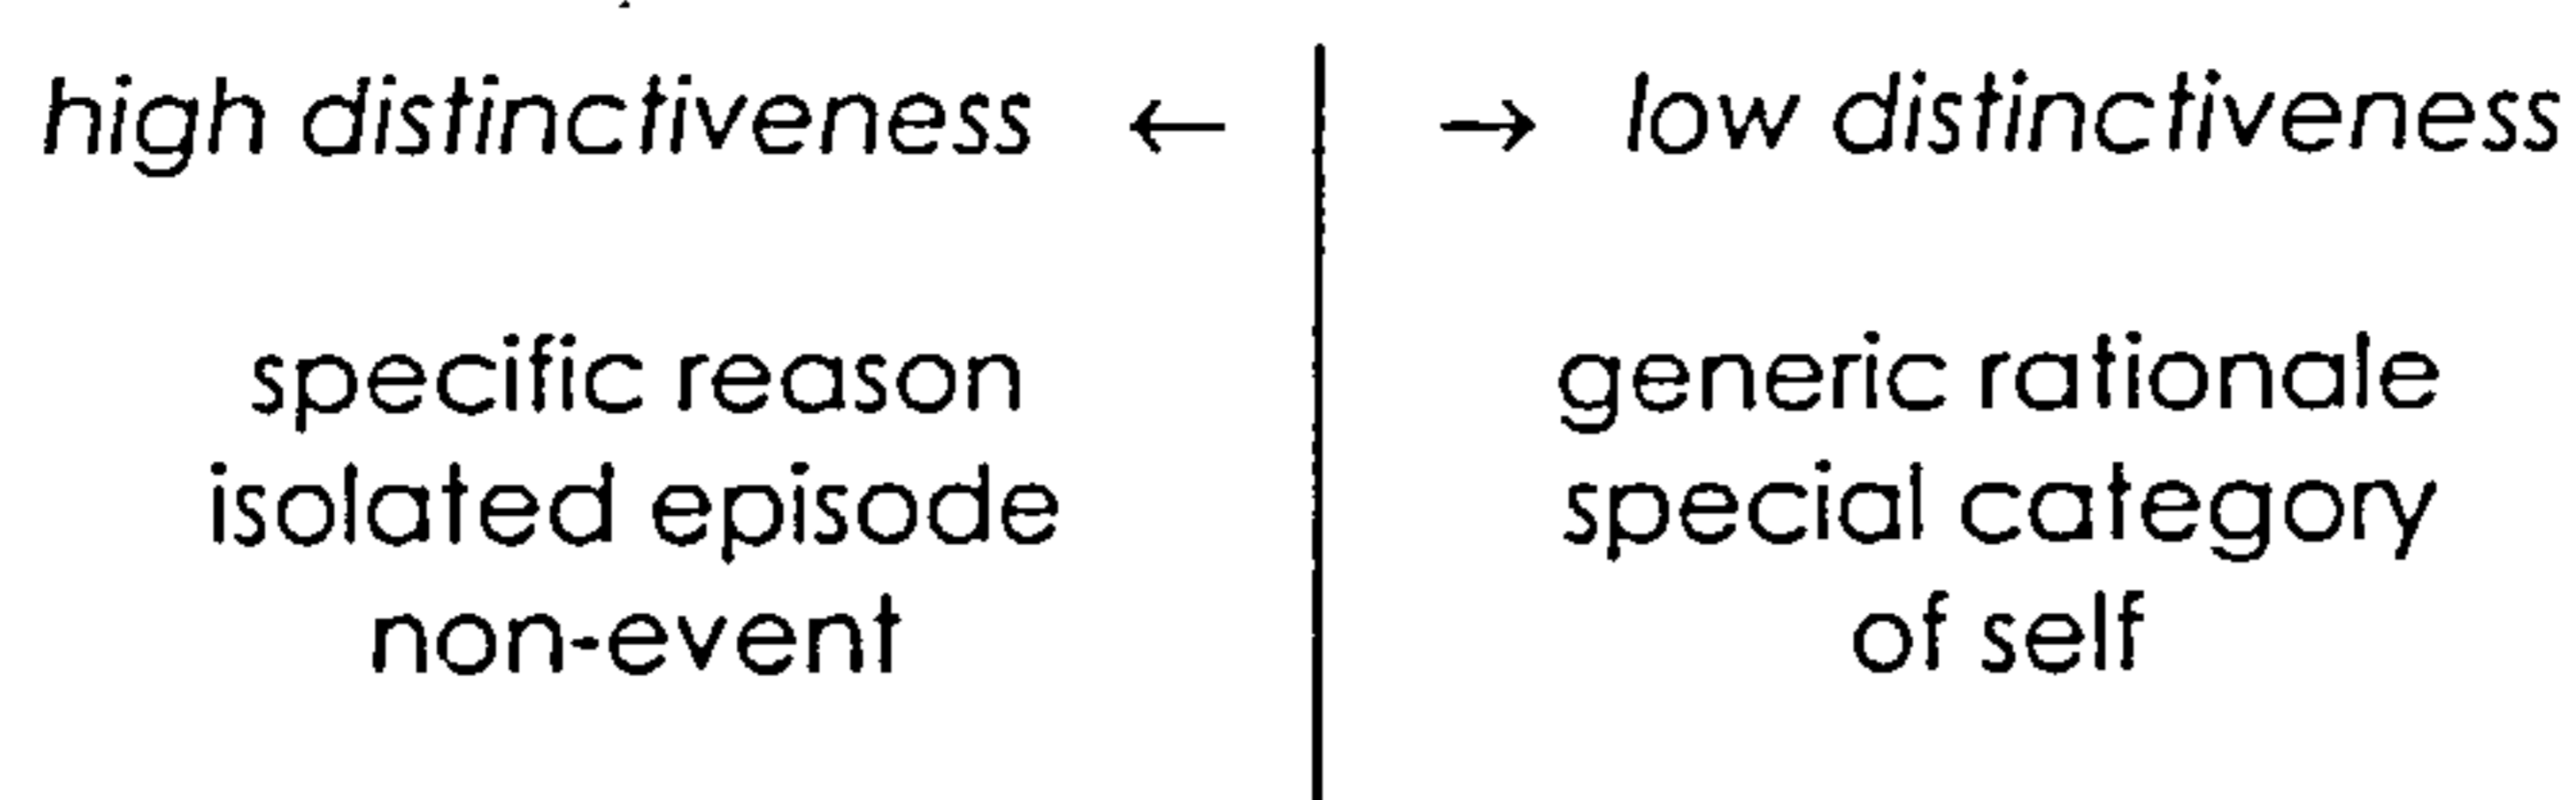 high distinctiveness ← → low distinctiveness
specific reason
isolated episode
non-event
generic rationale
special category
of self